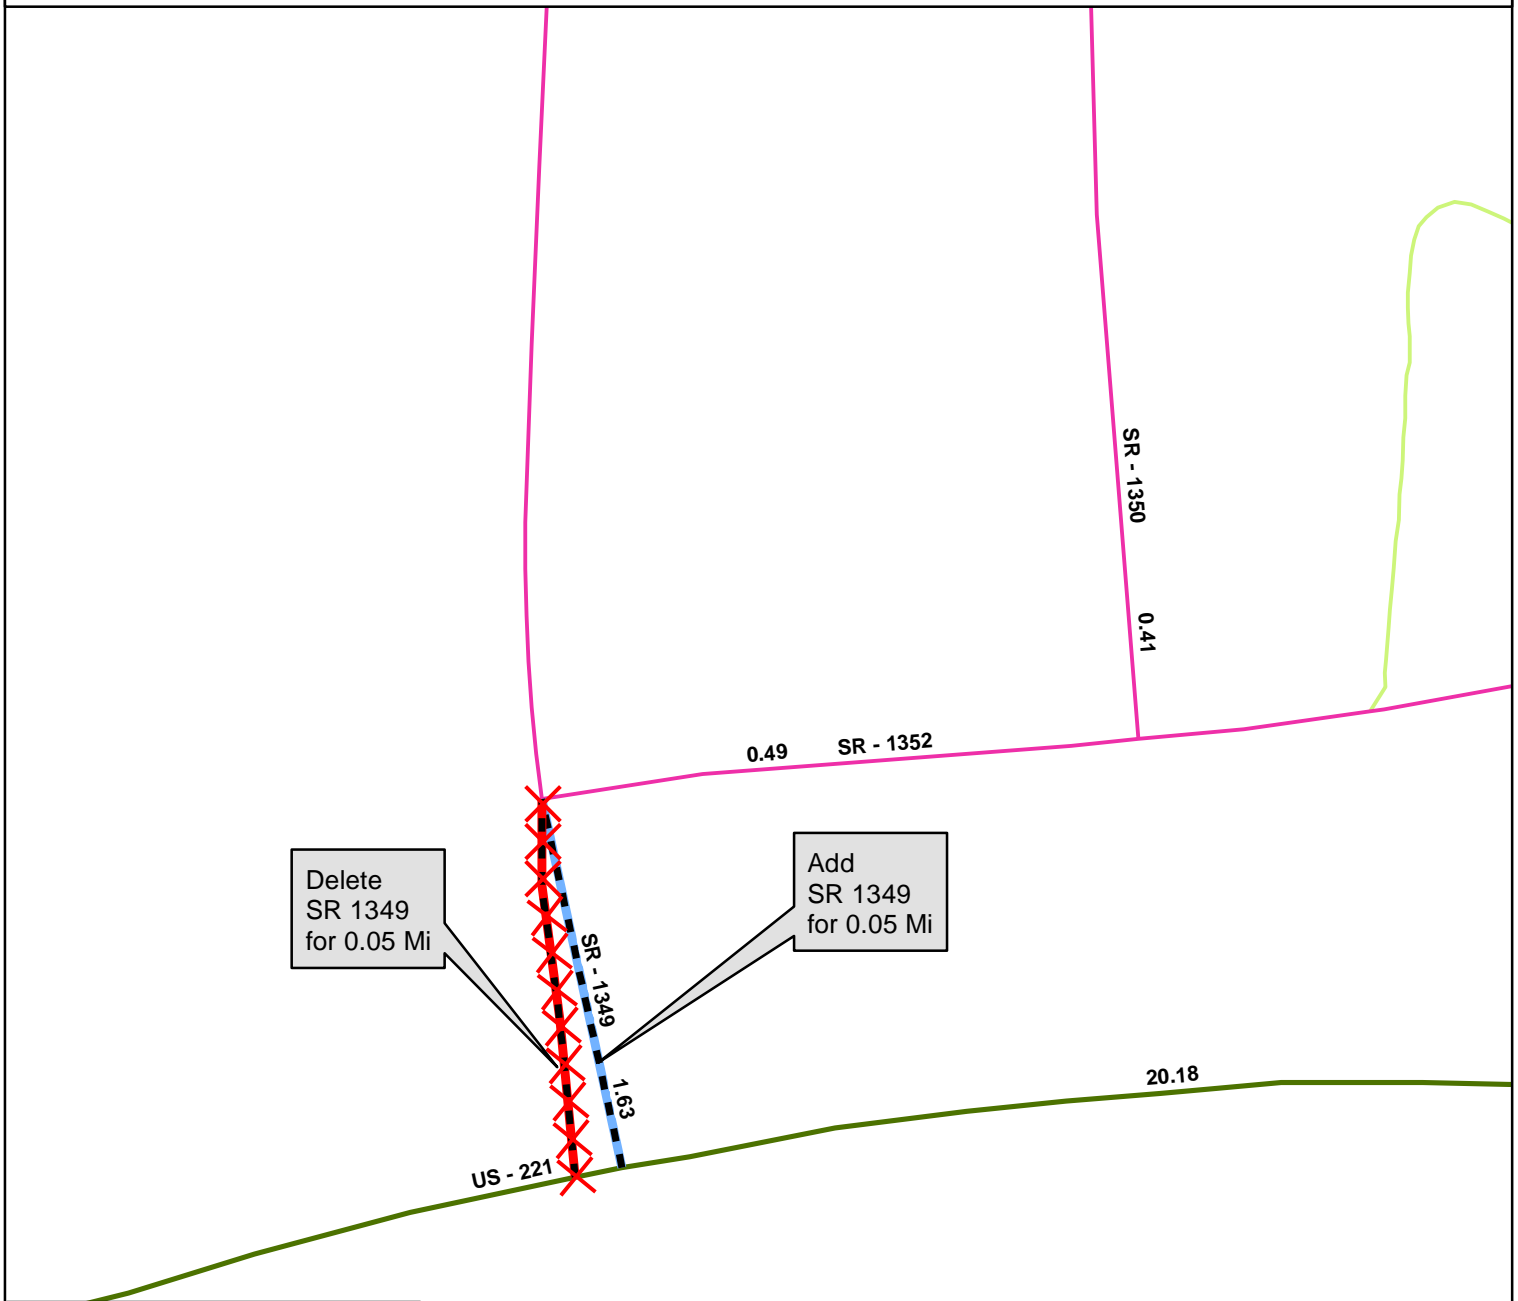 SR - 1350
0.41
0.49 SR - 1352
Delete
SR 1349
for 0.05 Mi
Add
SR 1349
for 0.05 Mi
SR - 1349
1.63
20.18
US - 221